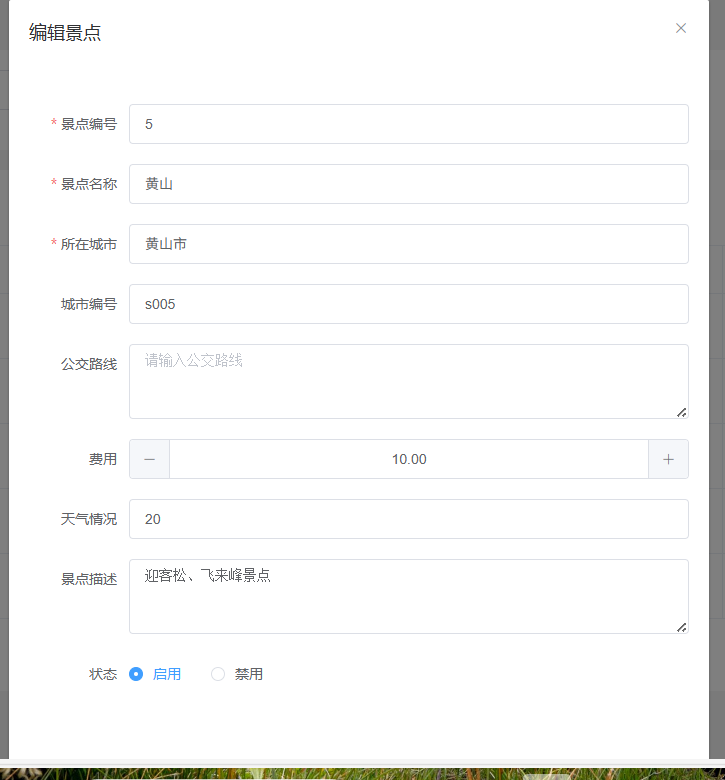 编辑景点
* 景点编号 5
* 景点名称 黄山
* 所在城市 黄山市
城市编号 s005
公交路线 请输入公交路线
费用 10.00
天气情况 20
景点描述 迎客松、飞来峰景点
状态 启用 禁用